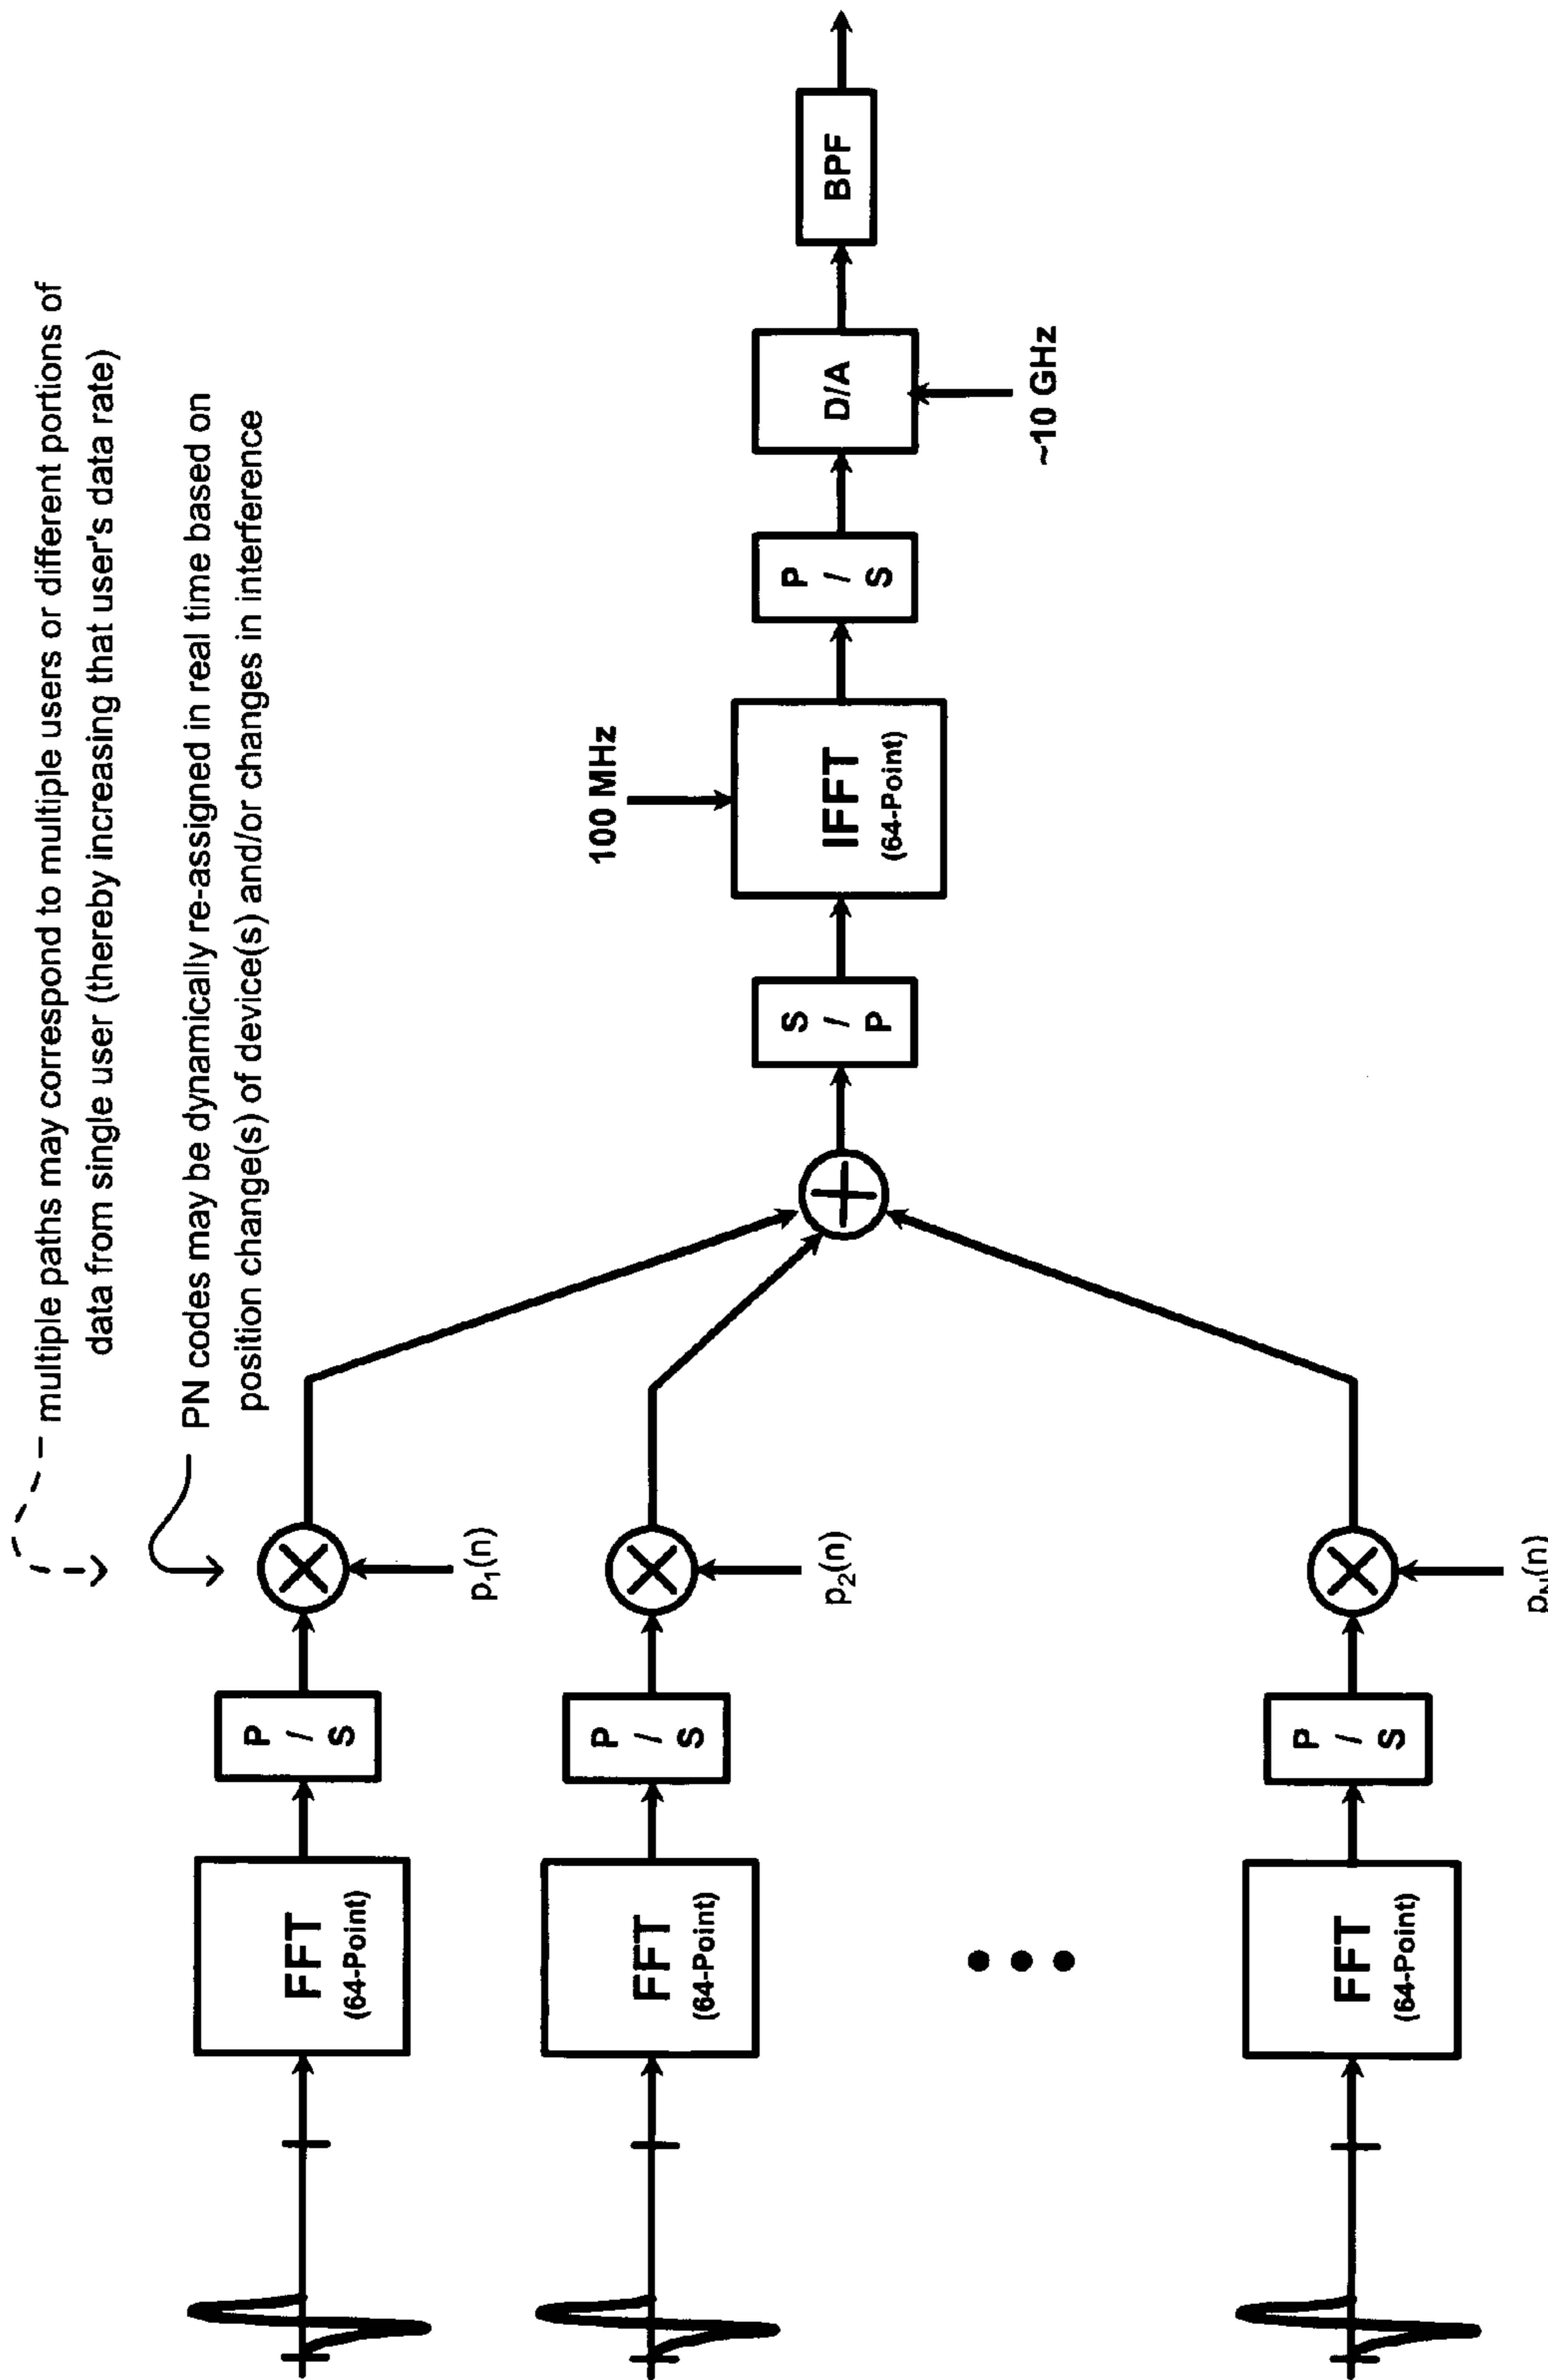 multiple paths may correspond to multiple users or different portions of
data from single user (thereby increasing that user's data rate)
PN codes may be dynamically re-assigned in real time based on
position change(s) of device(s) and/or changes in interference
FFT
(64-Point)
P
/
S
p1(n)
FFT
(64-Point)
P
/
S
p2(n)
FFT
(64-Point)
P
/
S
pN(n)
S
/
P
100 MHz
IFFT
(64-Point)
P
/
S
D/A
~10 GHz
BPF